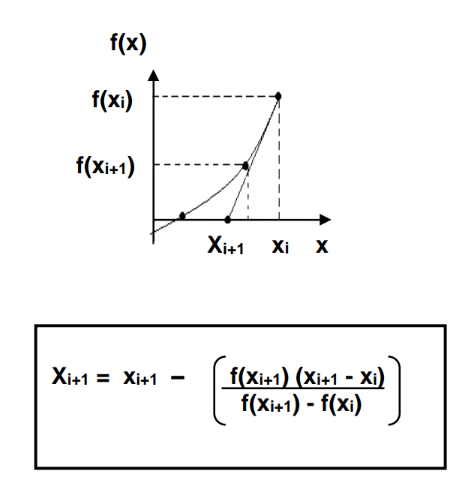 f(x)
f(xi)
f(xi+1)
Xi+1 xi x
Xi+1 = xi+1 – f(xi+1) (xi+1 - xi)
f(xi+1) - f(xi)